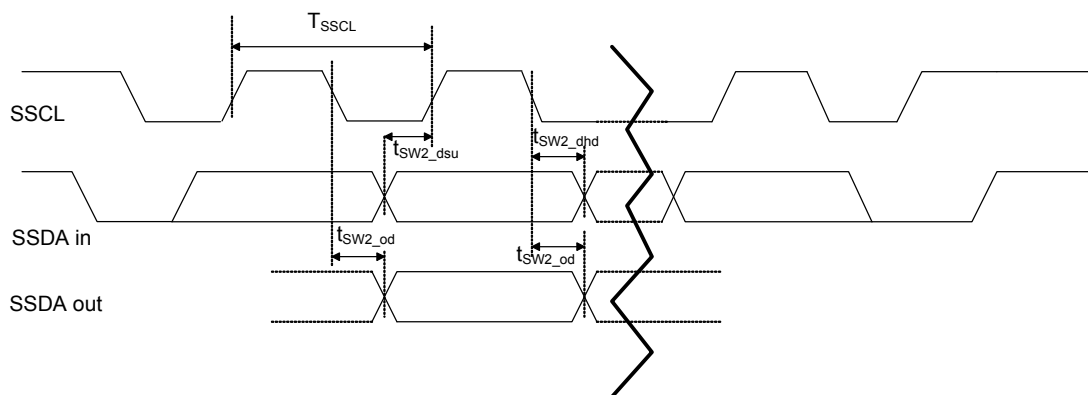 TSSCL
SSCL
tSW2_dsu
tSW2_dhd
SSDA in
tSW2_od
tSW2_od
SSDA out